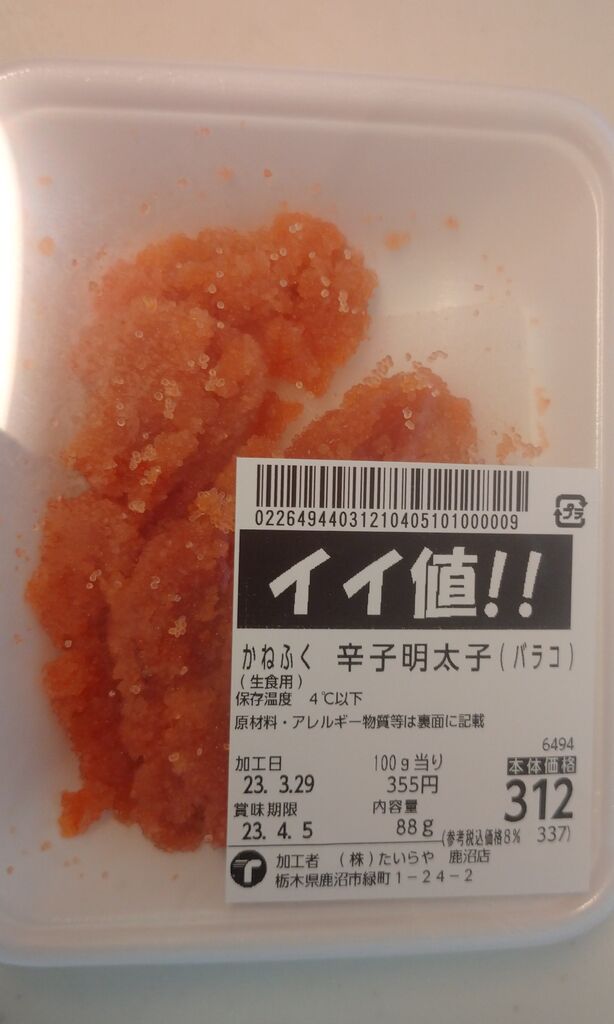 022649440312104051010000009
プラ
イイ値!!
かねふく 辛子明太子(バラコ)
(生食用)
保存温度 4℃以下
原材料・アレルギー物質等は裏面に記載
6494
加工日 100g当り 本体価格
23. 3.29 355円 312
賞味期限 内容量
23. 4. 5 88g (参考税込価格8% 337)
加工者 (株)たいらや 鹿沼店
栃木県鹿沼市緑町1-24-2